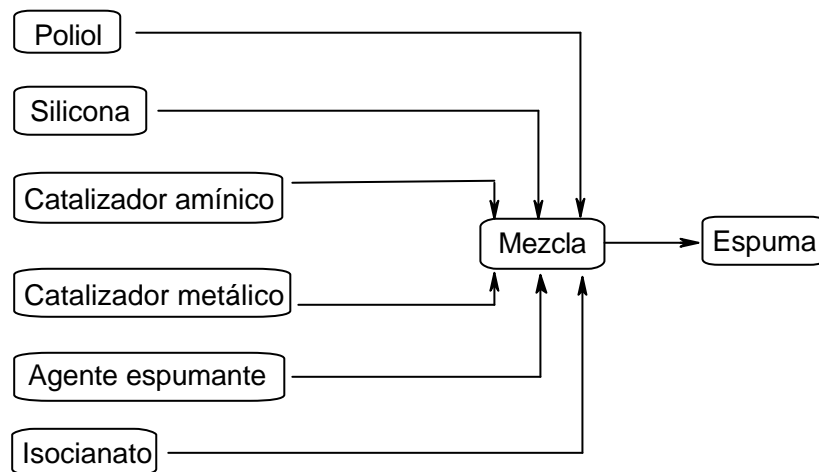 Poliol
Silicona
Catalizador amínico
Mezcla
Espuma
Catalizador metálico
Agente espumante
Isocianato